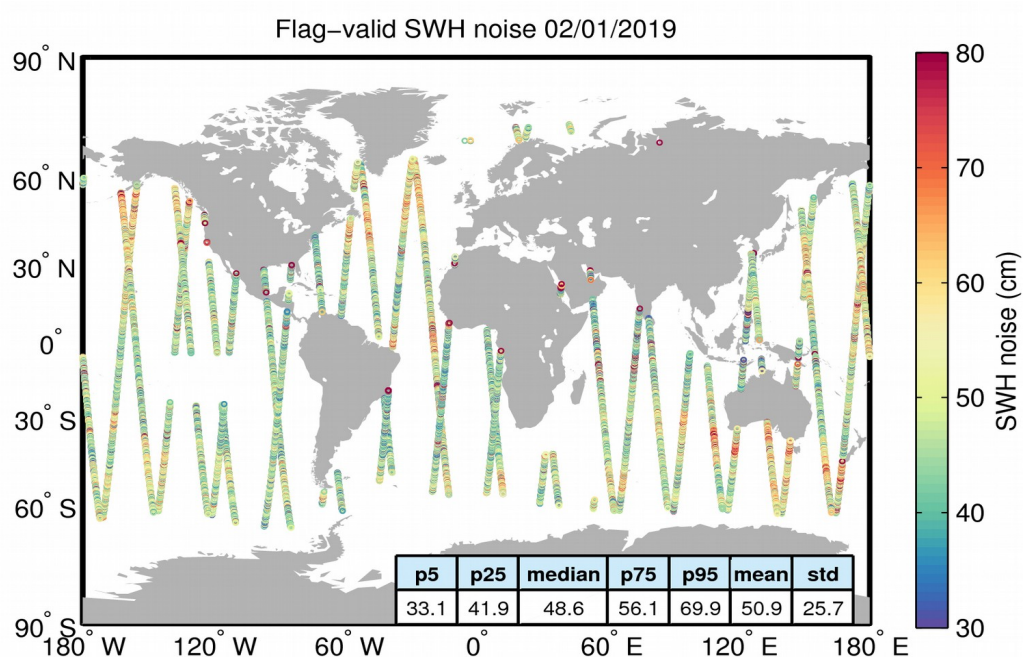 Flag–valid SWH noise 02/01/2019
90° N
60° N
30° N
0°
30° S
60° S
90° S
180° W
120° W
60° W
0°
60° E
120° E
180° E
80
70
60
50
40
30
SWH noise (cm)
p5 p25 median p75 p95 mean std
33.1 41.9 48.6 56.1 69.9 50.9 25.7